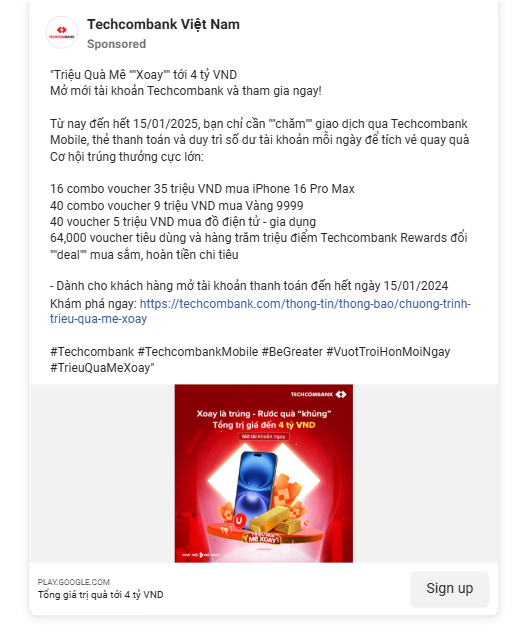 Techcombank Việt Nam
Sponsored
"Triệu Quà Mê ""Xoay"" tới 4 tỷ VND
Mở mới tài khoản Techcombank và tham gia ngay!
Từ nay đến hết 15/01/2025, bạn chỉ cần ""chăm"" giao dịch qua Techcombank
Mobile, thẻ thanh toán và duy trì số dư tài khoản mỗi ngày để tích vé quay quà
Cơ hội trúng thưởng cực lớn:
16 combo voucher 35 triệu VND mua iPhone 16 Pro Max
40 combo voucher 9 triệu VND mua Vàng 9999
40 voucher 5 triệu VND mua đồ điện tử - gia dụng
64,000 voucher tiêu dùng và hàng trăm triệu điểm Techcombank Rewards đổi
""deal"" mua sắm, hoàn tiền chi tiêu
- Dành cho khách hàng mở tài khoản thanh toán đến hết ngày 15/01/2024
Khám phá ngay: https://techcombank.com/thong-tin/thong-bao/chuong-trinh-
trieu-qua-me-xoay
#Techcombank #TechcombankMobile #BeGreater #VuotTroiHonMoiNgay
#TrieuQuaMeXoay"
TECHCOMBANK
Xoay là trúng - Rước quà "khủng"
Tổng trị giá đến 4 tỷ VND
Mở tài khoản ngay
TRIỆU QUÀ
MÊ XOAY
PLAY.GOOGLE.COM
Tổng giá trị quà tới 4 tỷ VND
Sign up